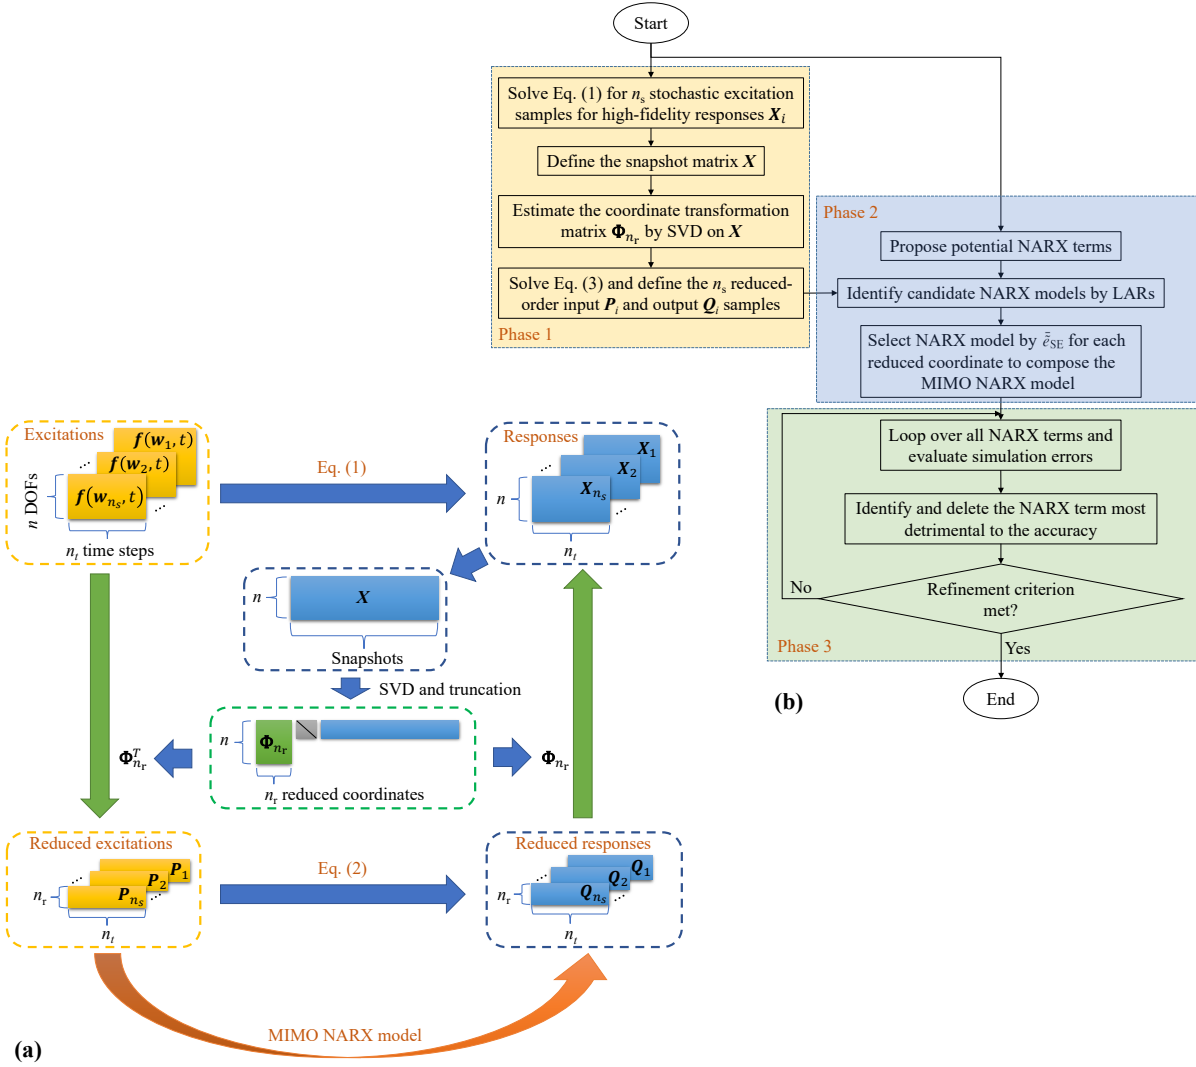 Start
Solve Eq. (1) for n_s stochastic excitation
samples for high-fidelity responses X_i
Define the snapshot matrix X
Estimate the coordinate transformation
matrix Φ_{n_r} by SVD on X
Solve Eq. (3) and define the n_s reduced-
order input P_i and output Q_i samples
Phase 1
Phase 2
Propose potential NARX terms
Identify candidate NARX models by LARs
Select NARX model by ẽ̄_SE for each
reduced coordinate to compose the
MIMO NARX model
Loop over all NARX terms and
evaluate simulation errors
Identify and delete the NARX term most
detrimental to the accuracy
Refinement criterion
met?
No
Yes
Phase 3
End
(b)
Excitations
f(w_1, t)
f(w_2, t)
f(w_{n_s}, t)
n DOFs
n_t time steps
Eq. (1)
Responses
X_1
X_2
X_{n_s}
n
n_t
n
X
Snapshots
SVD and truncation
n
Φ_{n_r}
n_r reduced coordinates
Φ^T_{n_r}
Φ_{n_r}
Reduced excitations
P_1
P_2
P_{n_s}
n_r
n_t
Eq. (2)
Reduced responses
Q_1
Q_2
Q_{n_s}
n_r
n_t
MIMO NARX model
(a)